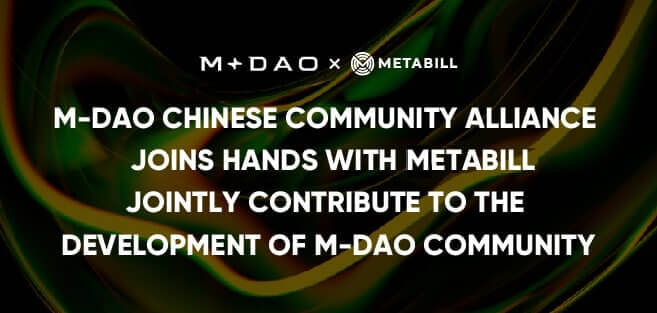 M+DAO × METABILL
M-DAO CHINESE COMMUNITY ALLIANCE
JOINS HANDS WITH METABILL
JOINTLY CONTRIBUTE TO THE
DEVELOPMENT OF M-DAO COMMUNITY